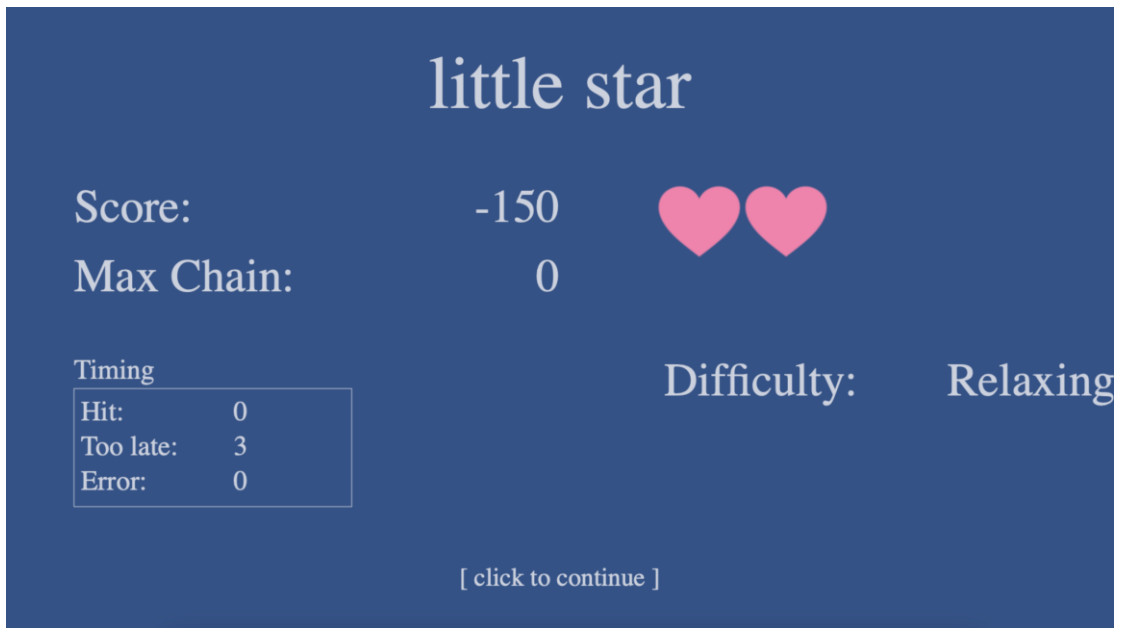 little star
Score: -150
Max Chain: 0
Timing
Hit: 0
Too late: 3
Error: 0
Difficulty: Relaxing
[ click to continue ]